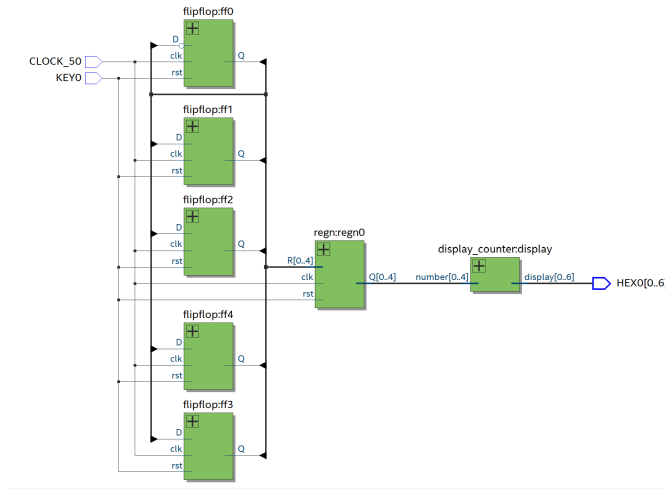 flipflop:ff0
D
CLOCK_50
clk
Q
KEY0
rst
flipflop:ff1
D
clk
Q
rst
flipflop:ff2
D
clk
Q
rst
regn:regn0
R[0..4]
clk
Q[0..4]
rst
display_counter:display
number[0..4]
display[0..6]
HEX0[0..6]
flipflop:ff4
D
clk
Q
rst
flipflop:ff3
D
clk
Q
rst